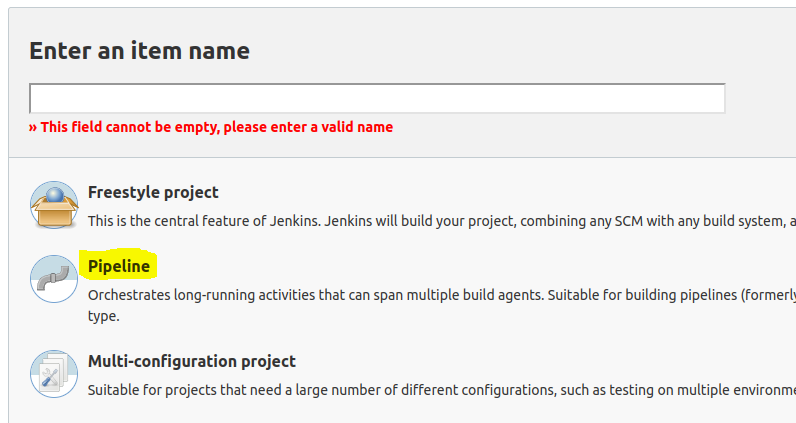 Enter an item name
» This field cannot be empty, please enter a valid name
Freestyle project
This is the central feature of Jenkins. Jenkins will build your project, combining any SCM with any build system, a
Pipeline
Orchestrates long-running activities that can span multiple build agents. Suitable for building pipelines (formerly
type.
Multi-configuration project
Suitable for projects that need a large number of different configurations, such as testing on multiple environme